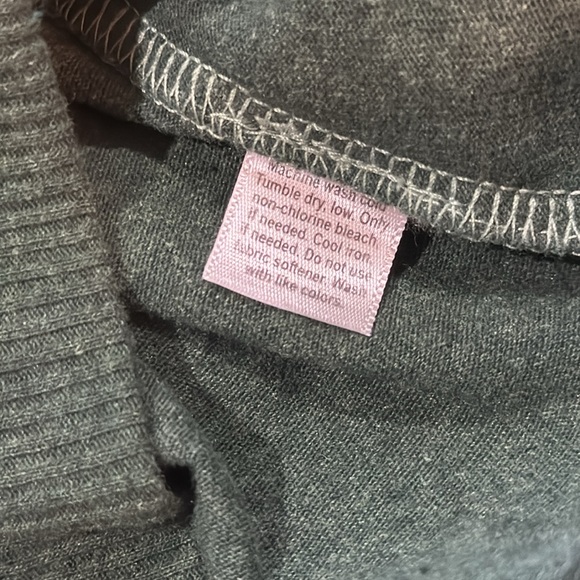 Machine wash cold.
Tumble dry, low. Only
non-chlorine bleach
if needed. Cool iron
if needed. Do not use
fabric softener. Wash
with like colors.